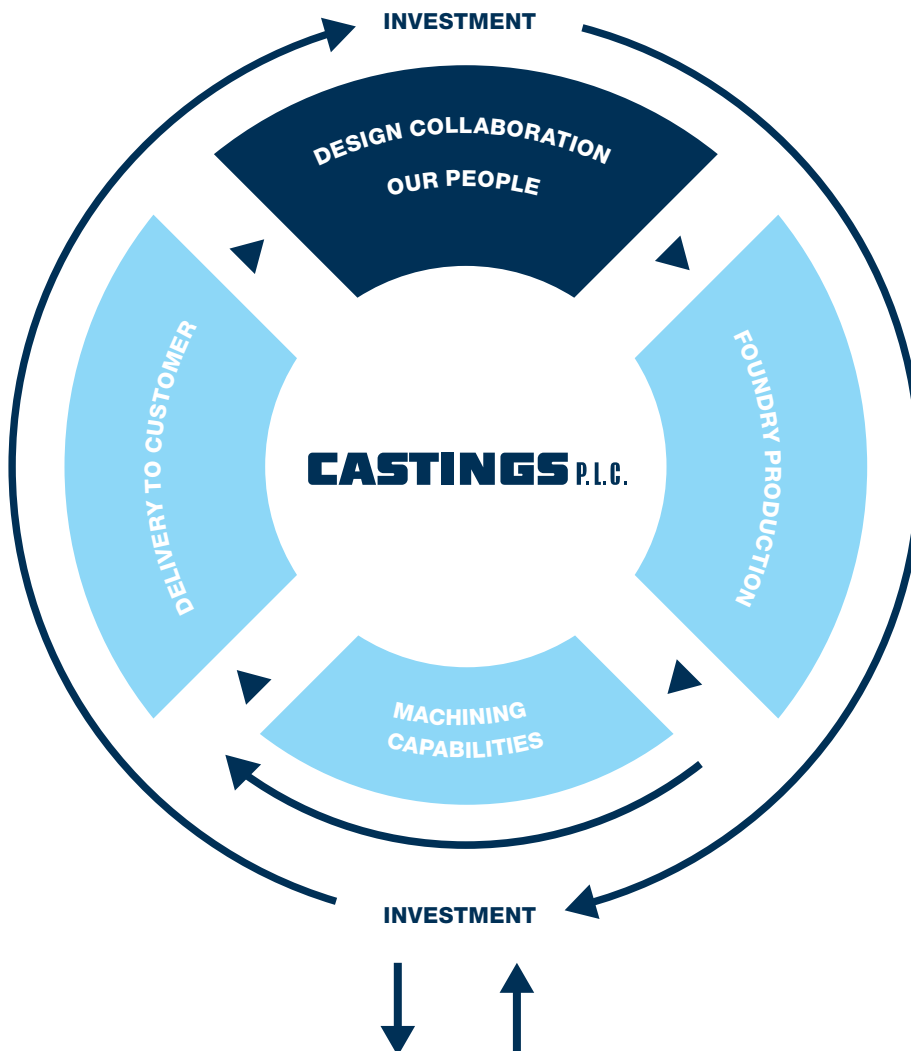 INVESTMENT
DESIGN COLLABORATION
OUR PEOPLE
FOUNDRY PRODUCTION
DELIVERY TO CUSTOMER
CASTINGS P.L.C.
MACHINING
CAPABILITIES
INVESTMENT